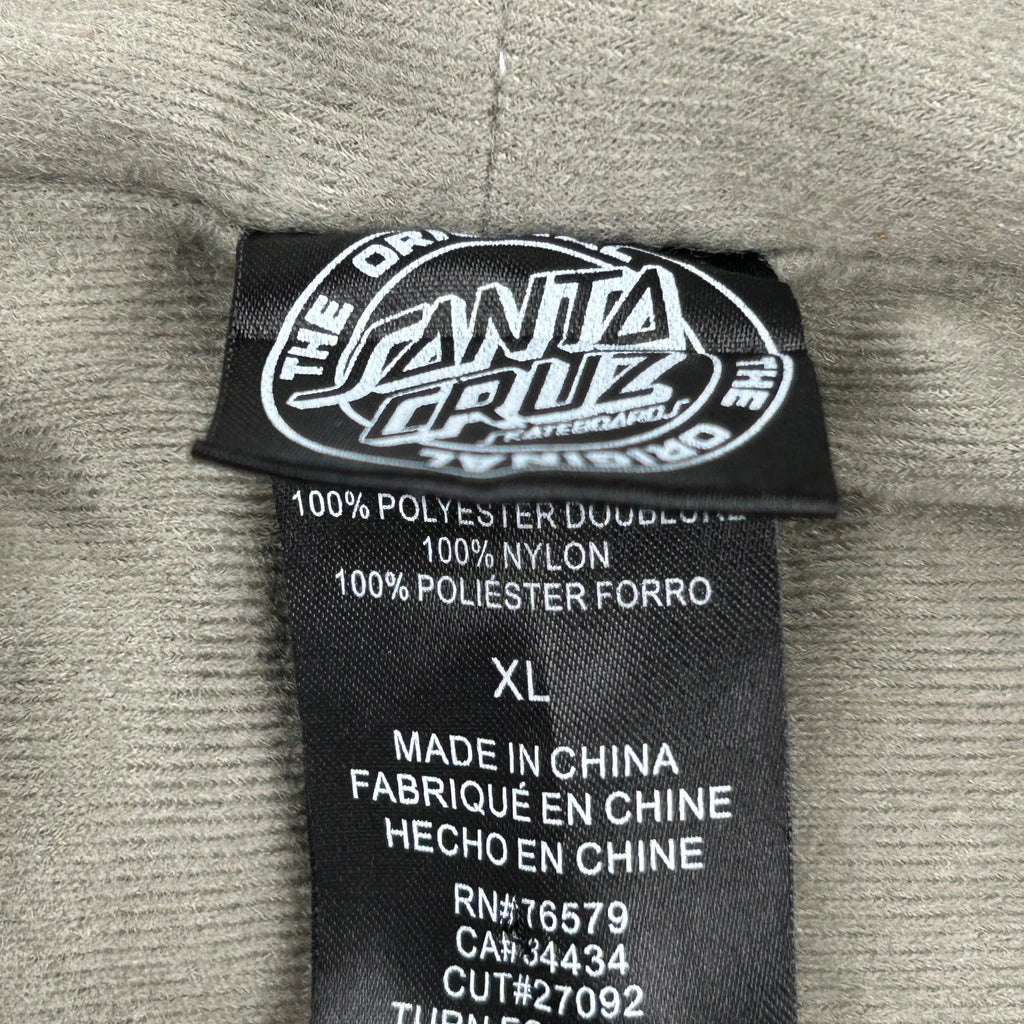 THE
SANTA
CRUZ
SKATEBOARDS
THE
ORIGINAL
100% POLYESTER DOUBLURE
100% NYLON
100% POLIÉSTER FORRO
XL
MADE IN CHINA
FABRIQUÉ EN CHINE
HECHO EN CHINE
RN#76579
CA#34434
CUT#27092
TURN